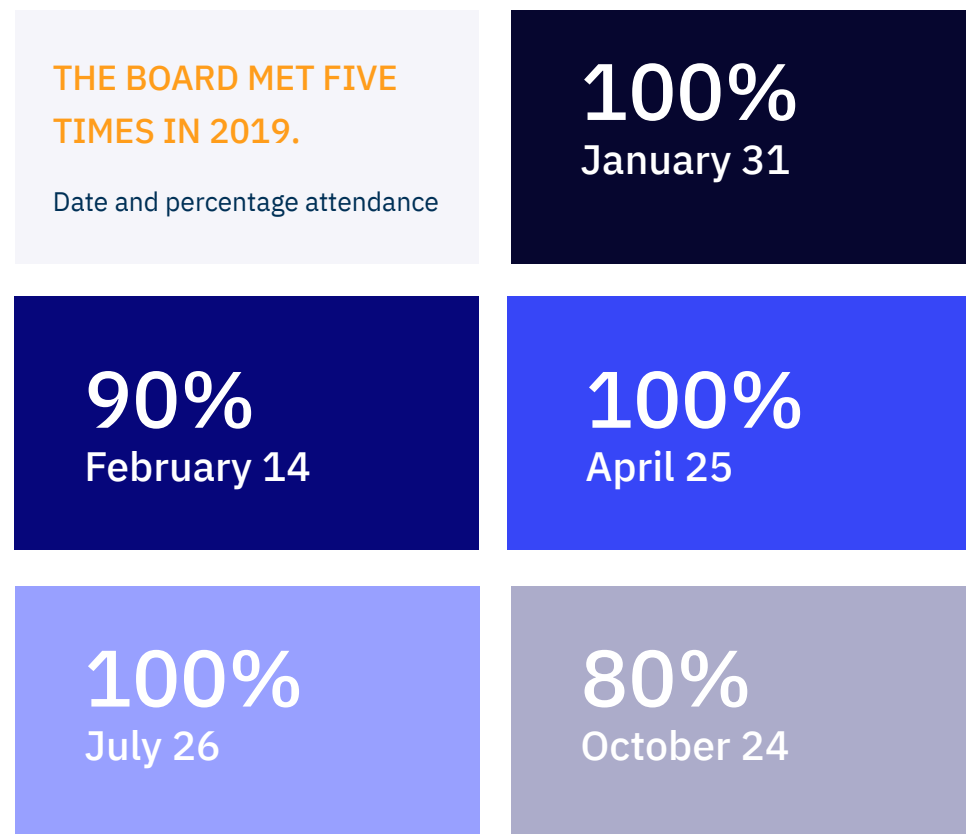 THE BOARD MET FIVE
TIMES IN 2019.
Date and percentage attendance
100%
January 31
90%
February 14
100%
April 25
100%
July 26
80%
October 24